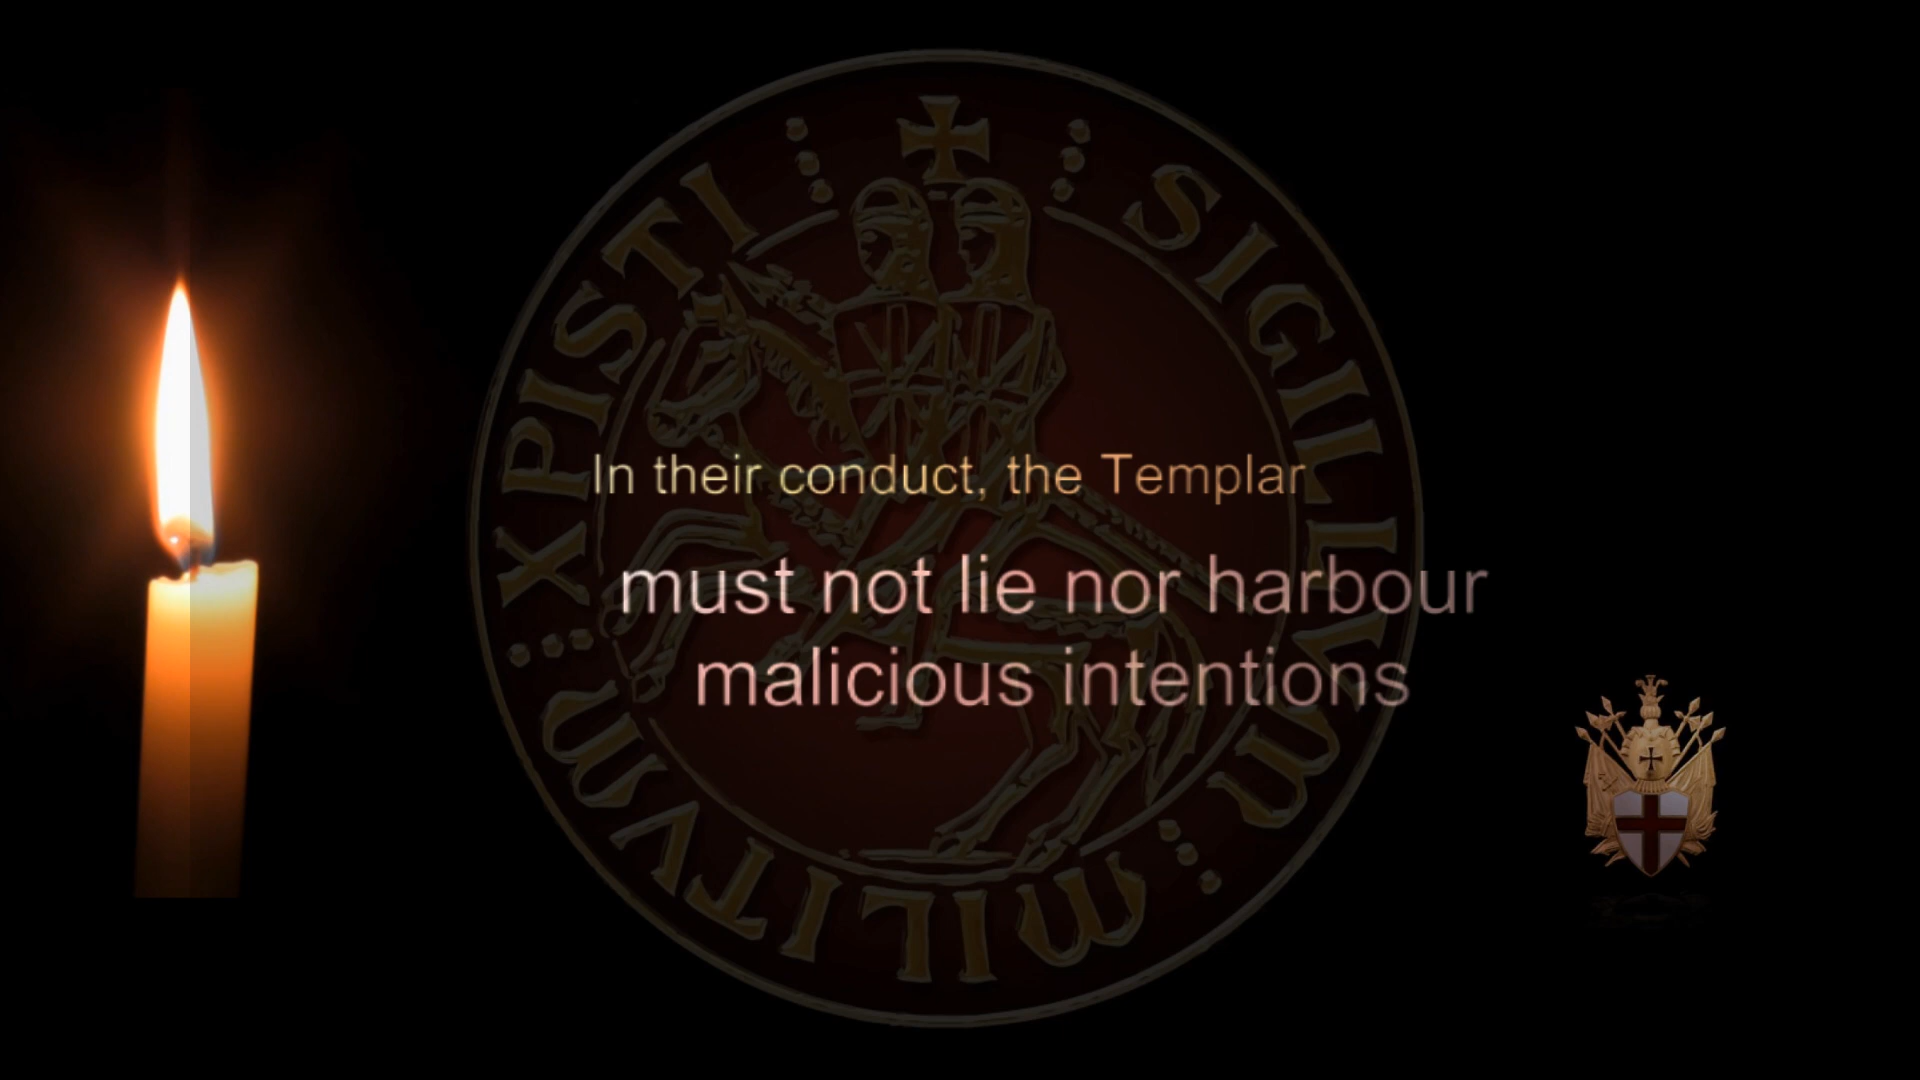 SIGILLVM MILITVM XPISTI
In their conduct, the Templar
must not lie nor harbour
malicious intentions